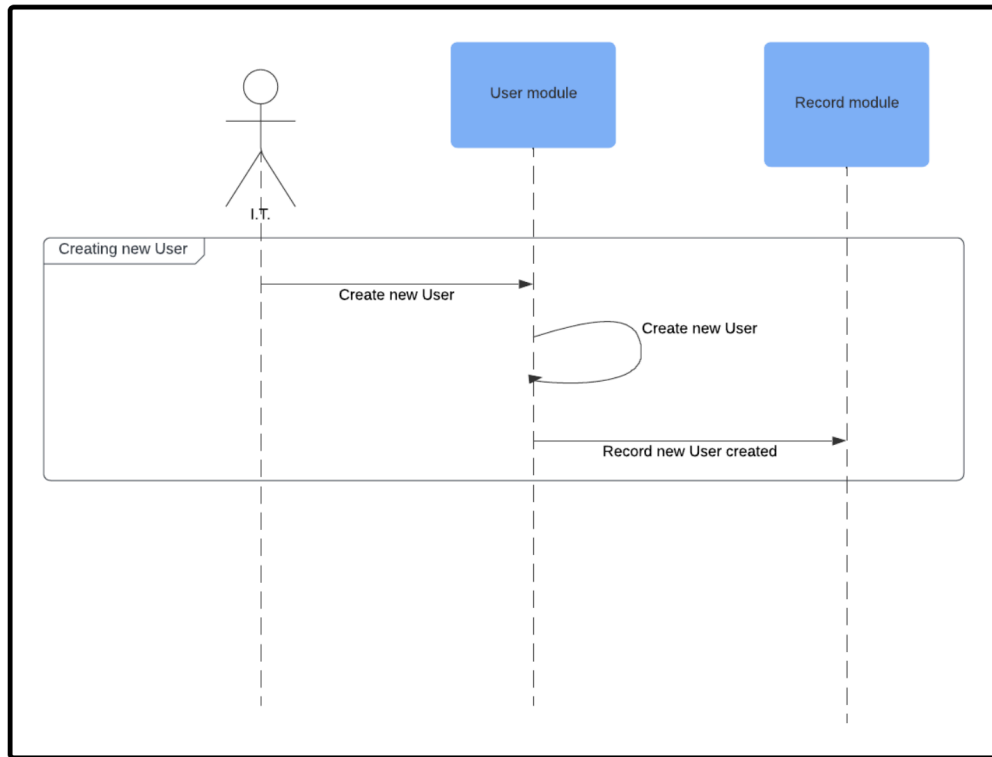 User module
Record module
I.T.
Creating new User
Create new User
Create new User
Record new User created